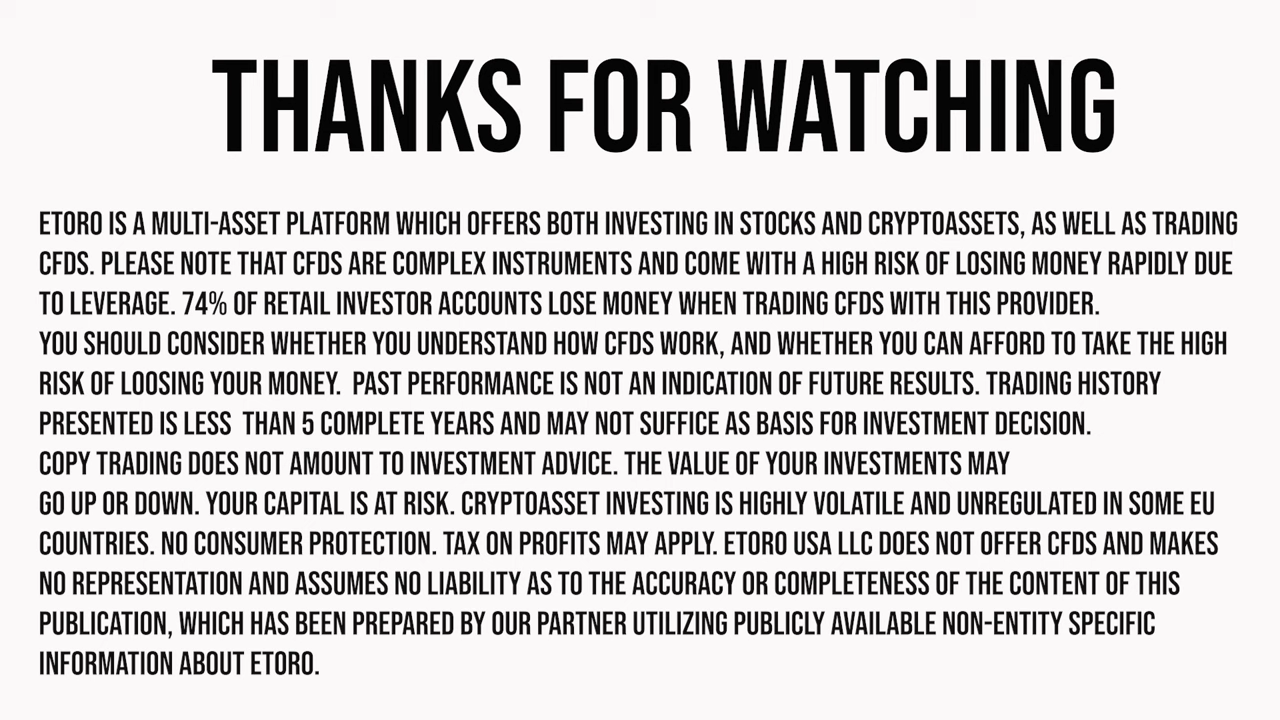 THANKS FOR WATCHING
ETORO IS A MULTI-ASSET PLATFORM WHICH OFFERS BOTH INVESTING IN STOCKS AND CRYPTOASSETS, AS WELL AS TRADING
CFDS. PLEASE NOTE THAT CFDS ARE COMPLEX INSTRUMENTS AND COME WITH A HIGH RISK OF LOSING MONEY RAPIDLY DUE
TO LEVERAGE. 74% OF RETAIL INVESTOR ACCOUNTS LOSE MONEY WHEN TRADING CFDS WITH THIS PROVIDER.
YOU SHOULD CONSIDER WHETHER YOU UNDERSTAND HOW CFDS WORK, AND WHETHER YOU CAN AFFORD TO TAKE THE HIGH
RISK OF LOOSING YOUR MONEY.  PAST PERFORMANCE IS NOT AN INDICATION OF FUTURE RESULTS. TRADING HISTORY
PRESENTED IS LESS  THAN 5 COMPLETE YEARS AND MAY NOT SUFFICE AS BASIS FOR INVESTMENT DECISION.
COPY TRADING DOES NOT AMOUNT TO INVESTMENT ADVICE. THE VALUE OF YOUR INVESTMENTS MAY
GO UP OR DOWN. YOUR CAPITAL IS AT RISK. CRYPTOASSET INVESTING IS HIGHLY VOLATILE AND UNREGULATED IN SOME EU
COUNTRIES. NO CONSUMER PROTECTION. TAX ON PROFITS MAY APPLY. ETORO USA LLC DOES NOT OFFER CFDS AND MAKES
NO REPRESENTATION AND ASSUMES NO LIABILITY AS TO THE ACCURACY OR COMPLETENESS OF THE CONTENT OF THIS
PUBLICATION, WHICH HAS BEEN PREPARED BY OUR PARTNER UTILIZING PUBLICLY AVAILABLE NON-ENTITY SPECIFIC
INFORMATION ABOUT ETORO.